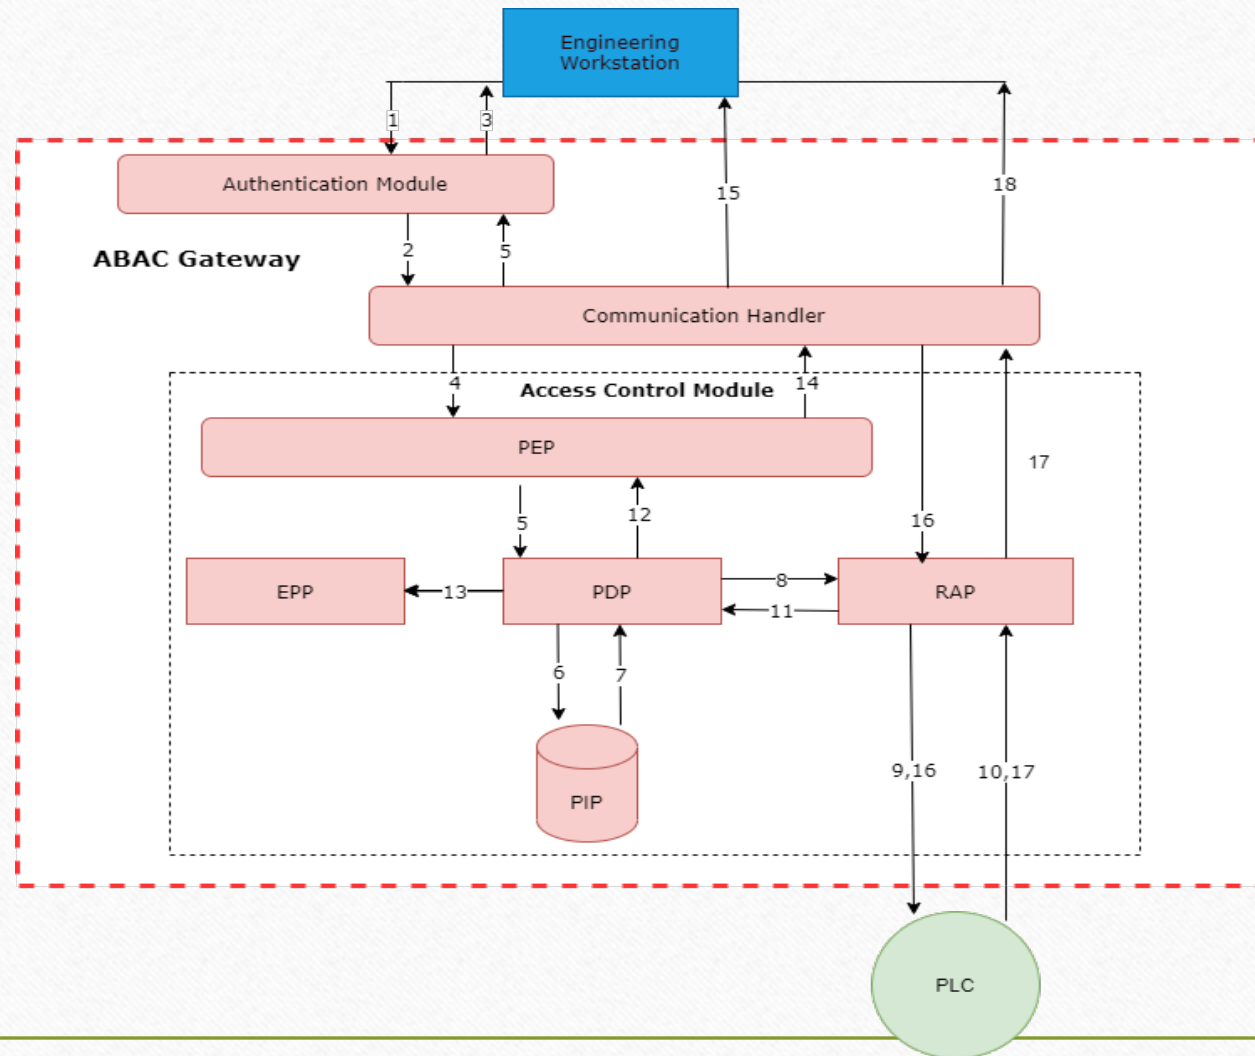 Engineering
Workstation
1
3
Authentication Module
15
18
2
5
ABAC Gateway
Communication Handler
4
Access Control Module
14
PEP
17
5
12
16
EPP
13
PDP
8
11
RAP
6
7
PIP
9,16
10,17
PLC